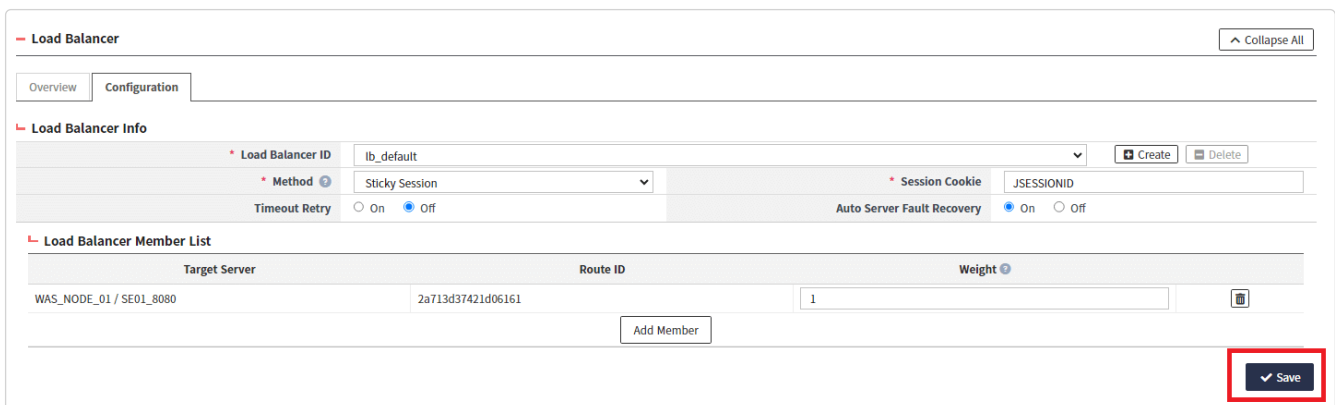 Load Balancer
Collapse All
Overview Configuration
Load Balancer Info
* Load Balancer ID lb_default Create Delete
* Method ? Sticky Session * Session Cookie JSESSIONID
Timeout Retry On Off Auto Server Fault Recovery On Off
Load Balancer Member List
Target Server Route ID Weight ?
WAS_NODE_01 / SE01_8080 2a713d37421d06161 1
Add Member
Save